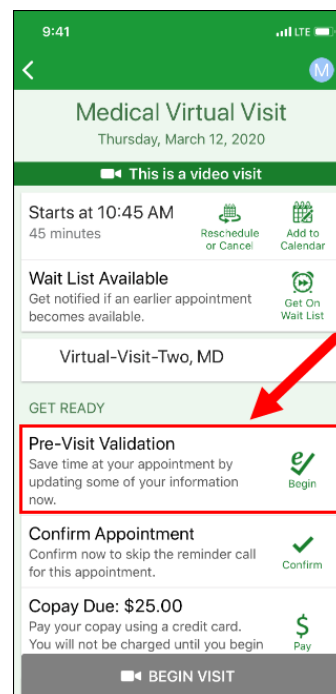 9:41
LTE
M
Medical Virtual Visit
Thursday, March 12, 2020
This is a video visit
Starts at 10:45 AM
45 minutes
Reschedule
or Cancel
Add to
Calendar
Wait List Available
Get notified if an earlier appointment
becomes available.
Get On
Wait List
Virtual-Visit-Two, MD
GET READY
Pre-Visit Validation
Save time at your appointment by
updating some of your information
now.
e
Begin
Confirm Appointment
Confirm now to skip the reminder call
for this appointment.
Confirm
Copay Due: $25.00
Pay your copay using a credit card.
You will not be charged until you begin
$
Pay
BEGIN VISIT